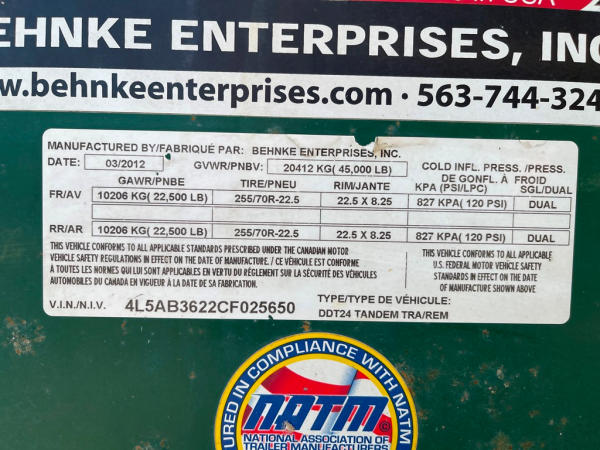 EHNKE ENTERPRISES, INC
w.behnkeenterprises.com · 563-744-324
MANUFACTURED BY/FABRIQUÉ PAR: BEHNKE ENTERPRISES, INC.
DATE: 03/2012 GVWR/PNBV: 20412 KG( 45,000 LB)
COLD INFL. PRESS. /PRESS.
DE GONFL. À FROID
GAWR/PNBE TIRE/PNEU RIM/JANTE KPA (PSI/LPC) SGL/DUAL
FR/AV 10206 KG( 22,500 LB) 255/70R-22.5 22.5 X 8.25 827 KPA( 120 PSI) DUAL
RR/AR 10206 KG( 22,500 LB) 255/70R-22.5 22.5 X 8.25 827 KPA( 120 PSI) DUAL
THIS VEHICLE CONFORMS TO ALL APPLICABLE STANDARDS PRESCRIBED UNDER THE CANADIAN MOTOR
VEHICLE SAFETY REGULATIONS IN EFFECT ON THE DATE OF MANUFACTURE. / CE VÉHICULE EST CONFORME
À TOUTES LES NORMES QUI LUI SONT APPLICABLES EN VERTU DU RÈGLEMENT SUR LA SÉCURITÉ DES VÉHICULES
AUTOMOBILES DU CANADA EN VIGUEUR À LA DATE DE SA FABRICATION.
THIS VEHICLE CONFORMS TO ALL APPLICABLE
U.S. FEDERAL MOTOR VEHICLE SAFETY
STANDARDS IN EFFECT ON THE DATE
OF MANUFACTURE SHOWN ABOVE
V.I.N./N.I.V. 4L5AB3622CF025650
TYPE/TYPE DE VÉHICULE:
DDT24 TANDEM TRA/REM
URED IN COMPLIANCE WITH NATM
NATM
NATIONAL ASSOCIATION OF
TRAILER MANUFACTURERS